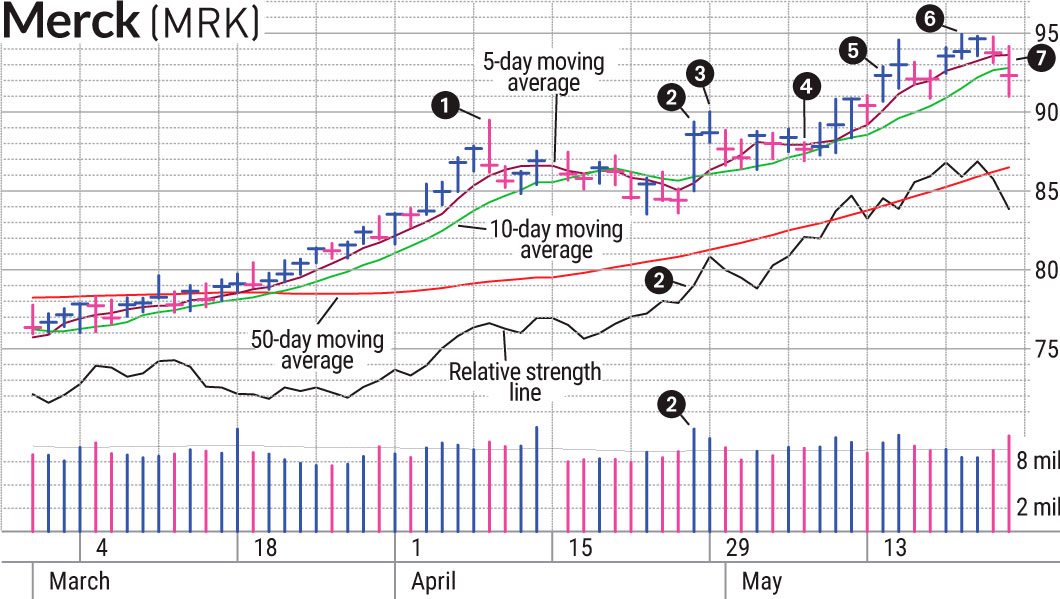 Merck (MRK)
6
95
5
7
5-day moving
average
3
4
2
1
90
85
10-day moving
average
80
2
50-day moving
average
75
Relative strength
line
2
8 mil
2 mil
4
18
1
15
29
13
March
April
May